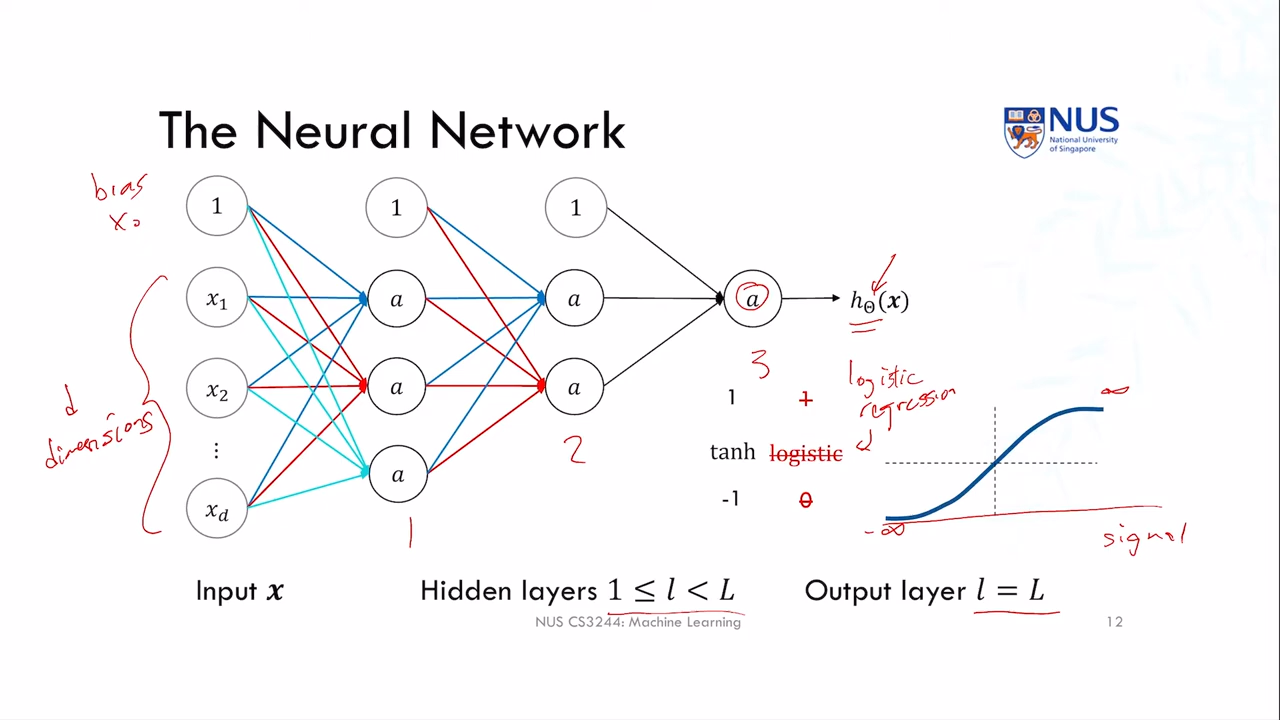 The Neural Network
NUS
National University
of Singapore
bias
x₀
1
1
1
x₁
a
a
a
h_Θ(x)
x₂
a
a
d
dimensions
⋮
a
x_d
1
2
3
1 1
logistic
regression
tanh logistic
-1 0
∞
-∞
signal
Input x
Hidden layers 1 ≤ l < L
Output layer l = L
NUS CS3244: Machine Learning
12